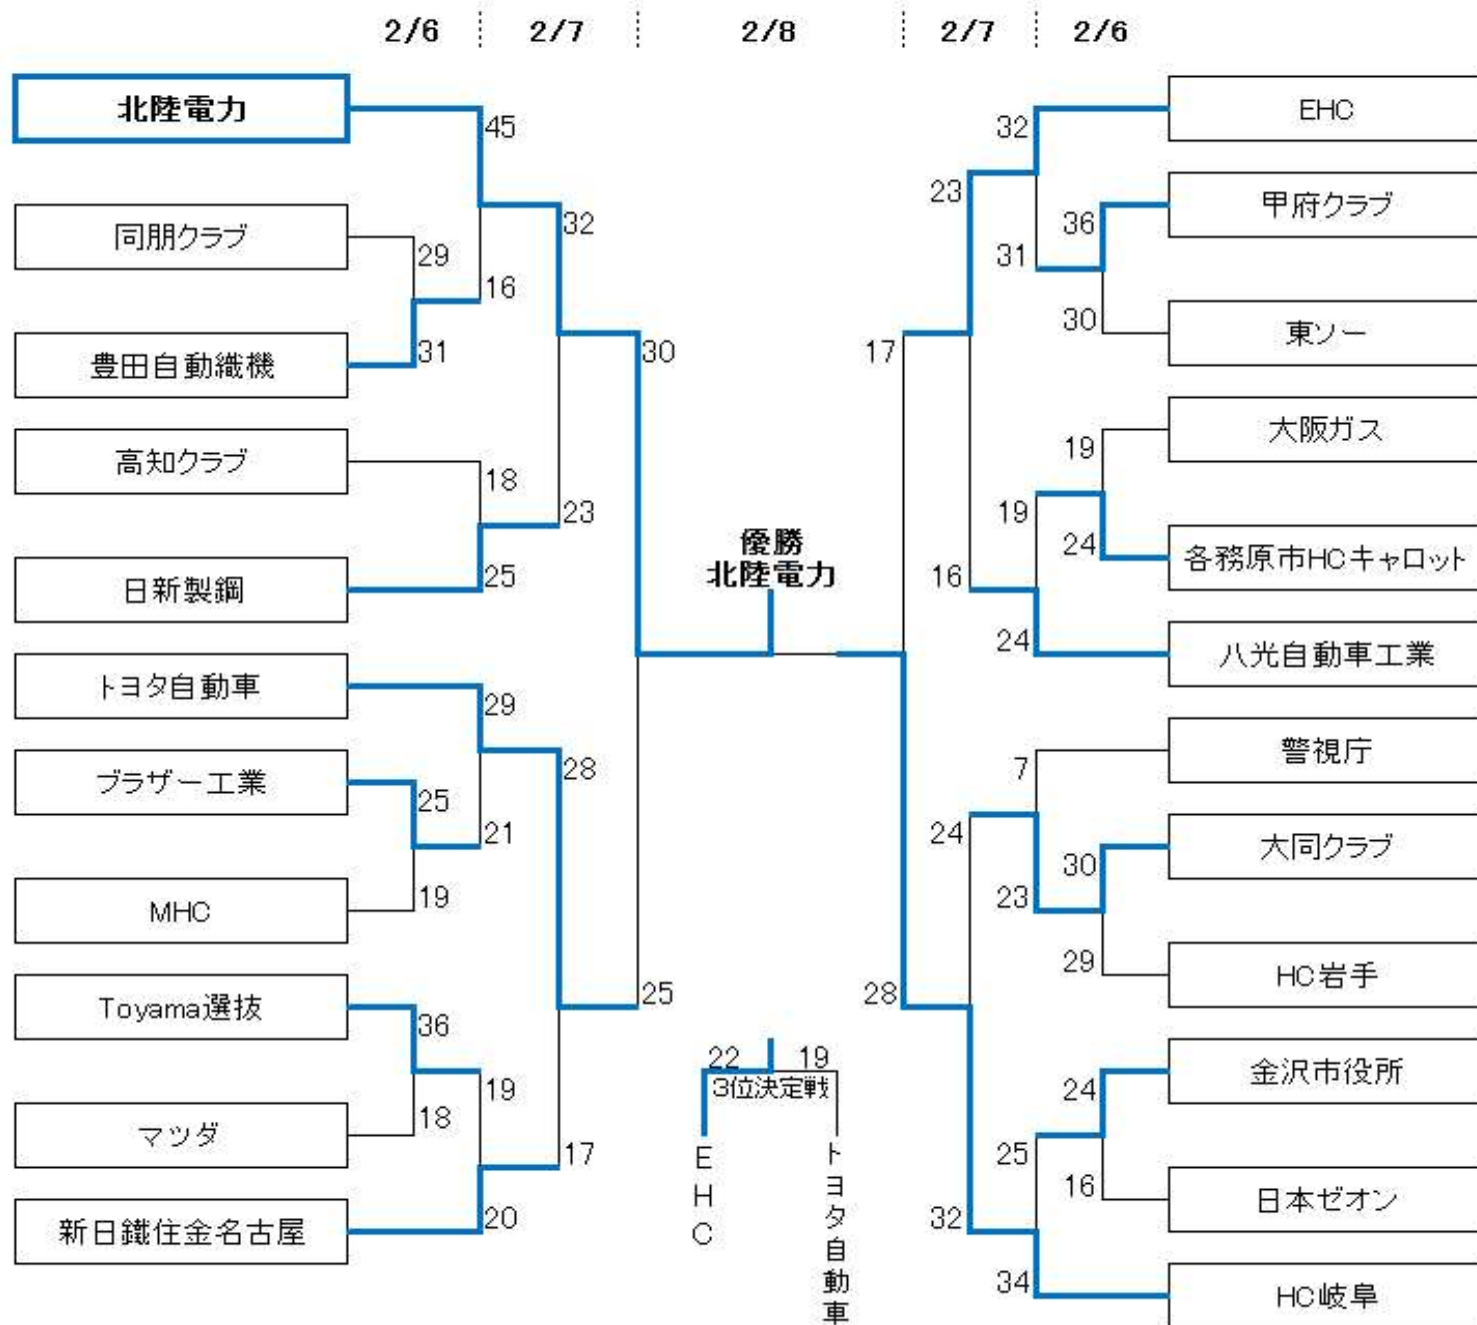 2/6 2/7 2/8 2/7 2/6
北陸電力
45
同朋クラブ
29
32
16
豊田自動織機
31
30
高知クラブ
18
23
日新製鋼
25
トヨタ自動車
29
28
ブラザー工業
25
21
MHC
19
25
Toyama選抜
36
19
マツダ
18
17
新日鐵住金名古屋
20
優勝
北陸電力
22 19
3位決定戦
EHC
トヨタ自動車
EHC
32
23
甲府クラブ
36
31
東ソー
30
17
大阪ガス
19
19
各務原市HCキャロット
24
16
八光自動車工業
24
警視庁
7
24
大同クラブ
30
23
HC岩手
29
28
金沢市役所
24
25
日本ゼオン
16
32
HC岐阜
34